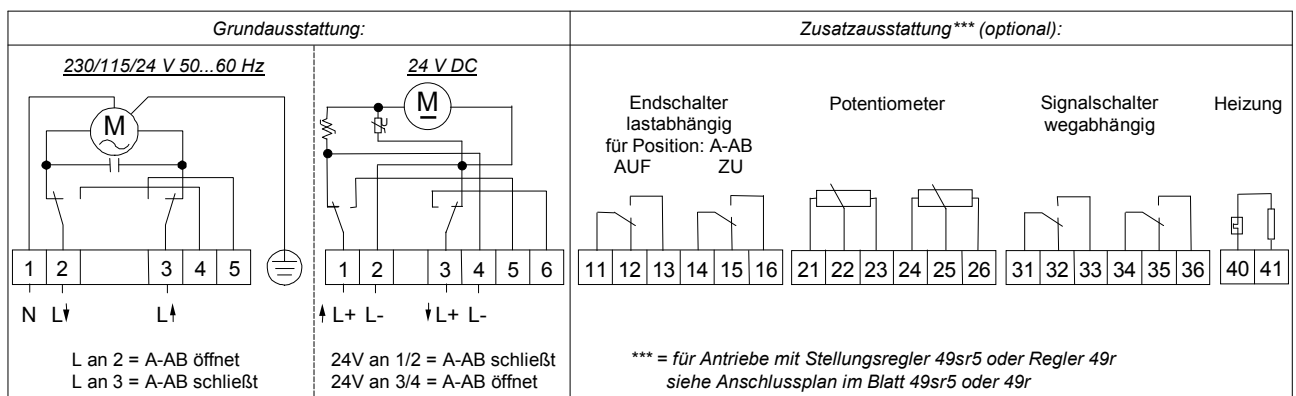 Grundausstattung:
Zusatzausstattung*** (optional):
230/115/24 V 50...60 Hz
24 V DC
M
M
Endschalter
lastabhängig
für Position: A-AB
AUF ZU
Potentiometer
Signalschalter
wegabhängig
Heizung
1 2 3 4 5
1 2 3 4 5 6
11 12 13 14 15 16
21 22 23 24 25 26
31 32 33 34 35 36
40 41
N L↓ L↑
↑ L+ L- ↓ L+ L-
L an 2 = A-AB öffnet
L an 3 = A-AB schließt
24V an 1/2 = A-AB schließt
24V an 3/4 = A-AB öffnet
*** = für Antriebe mit Stellungsregler 49sr5 oder Regler 49r
siehe Anschlussplan im Blatt 49sr5 oder 49r